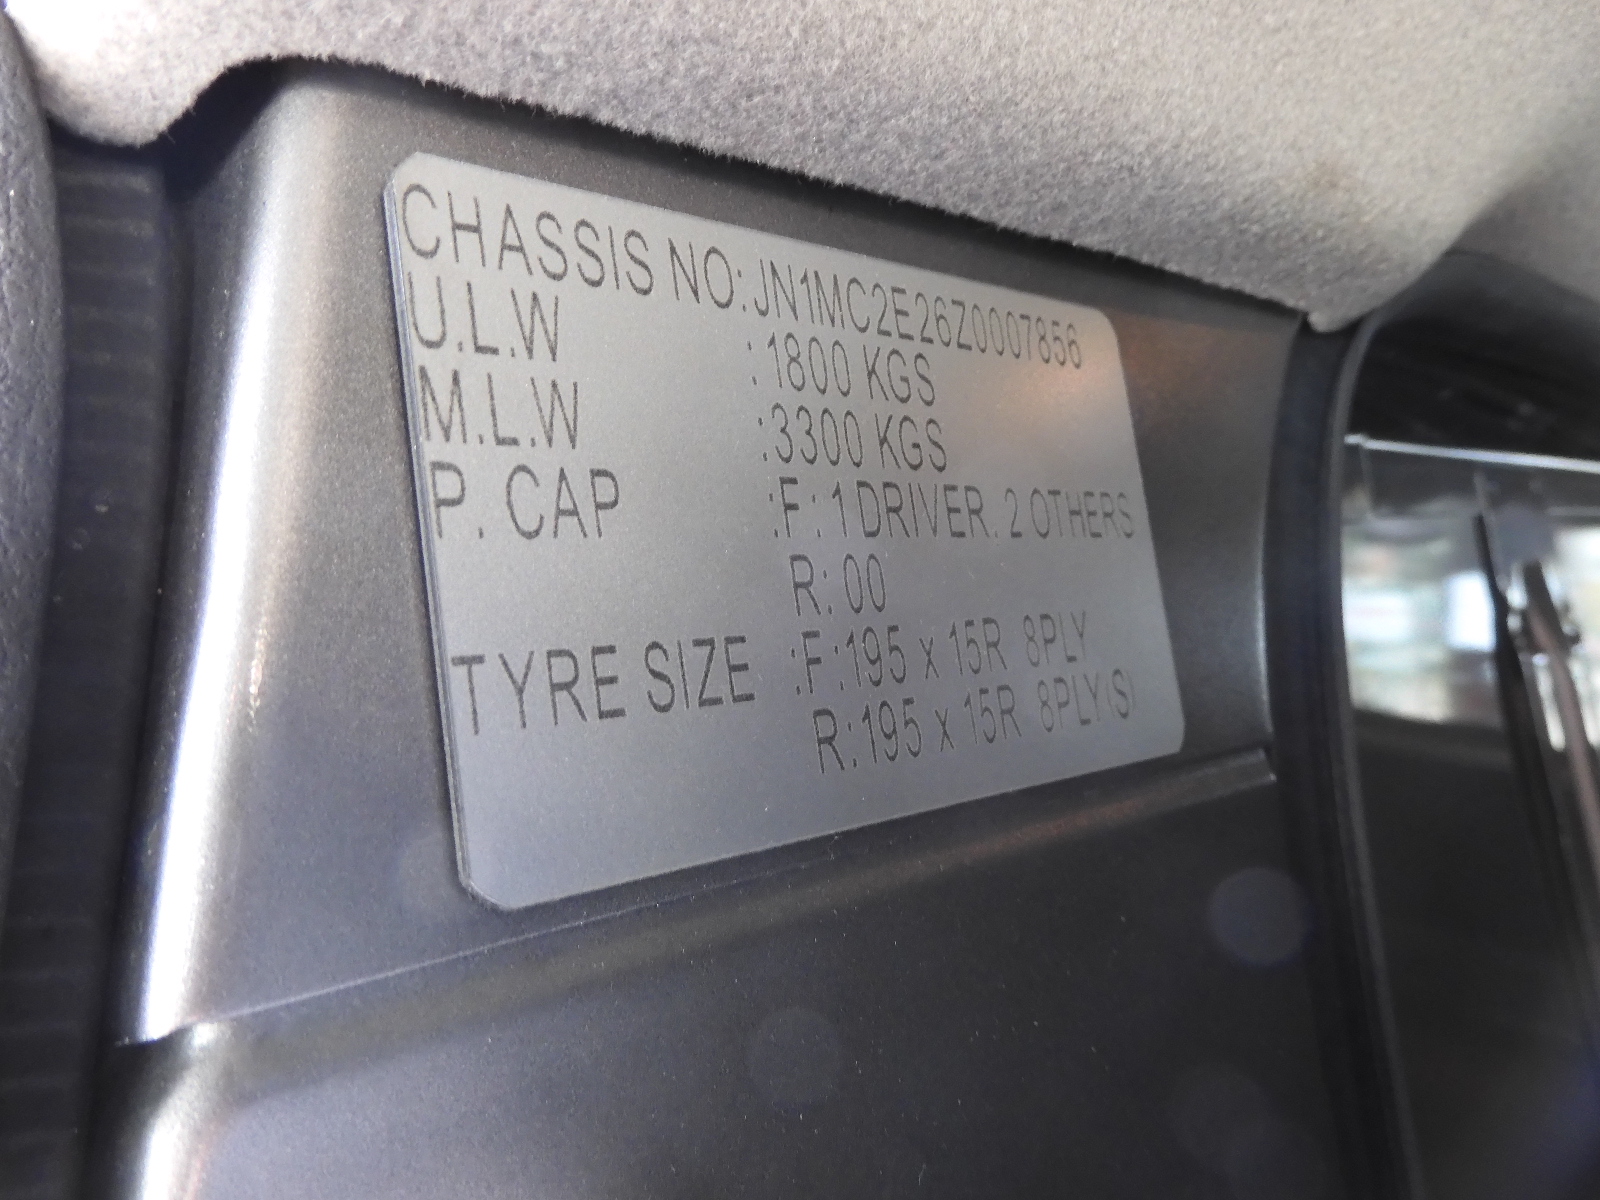 CHASSIS NO: JN1MC2E26Z0007856
U.L.W : 1800 KGS
M.L.W : 3300 KGS
P. CAP : F : 1 DRIVER. 2 OTHERS
R : 00
TYRE SIZE : F : 195 x 15R 8PLY
R : 195 x 15R 8PLY(S)